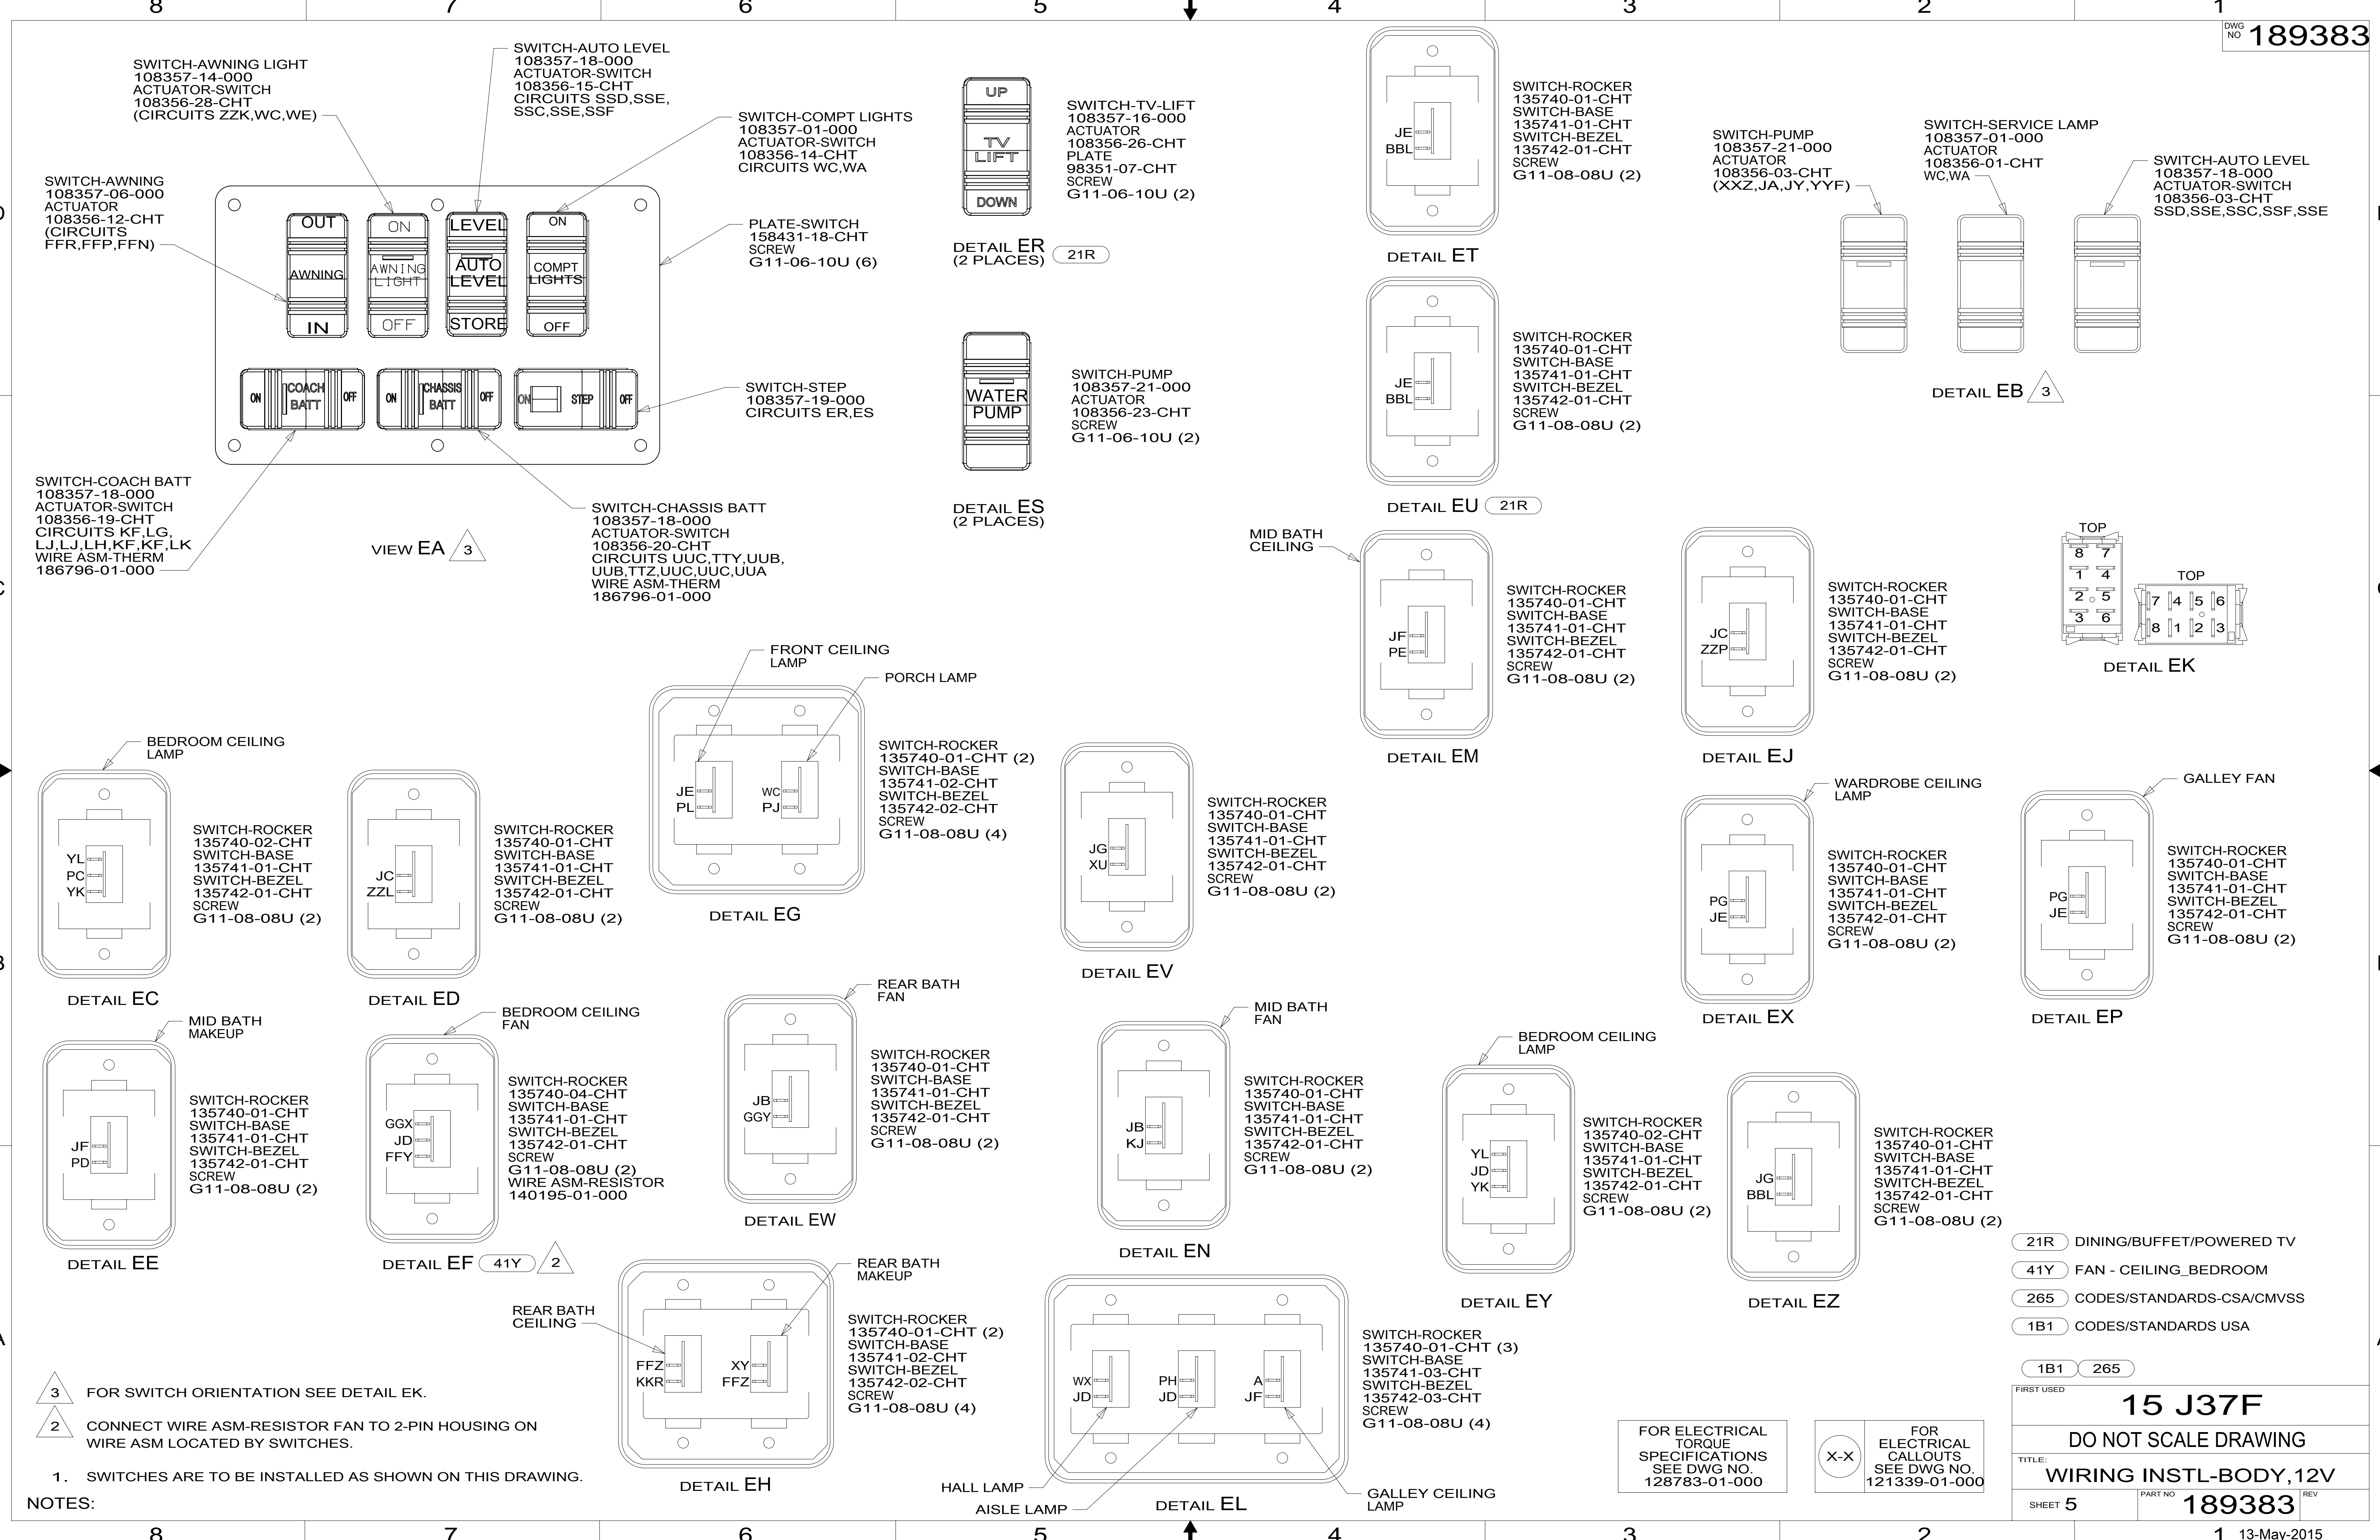 8 7 6 5 4 3 2 1
DWG NO 189383
SWITCH-AWNING LIGHT
108357-14-000
ACTUATOR-SWITCH
108356-28-CHT
(CIRCUITS ZZK,WC,WE)
SWITCH-AUTO LEVEL
108357-18-000
ACTUATOR-SWITCH
108356-15-CHT
CIRCUITS SSD,SSE,
SSC,SSE,SSF
SWITCH-COMPT LIGHTS
108357-01-000
ACTUATOR-SWITCH
108356-14-CHT
CIRCUITS WC,WA
SWITCH-AWNING
108357-06-000
ACTUATOR
108356-12-CHT
(CIRCUITS
FFR,FFP,FFN)
OUT
AWNING
IN
ON
AWNING
LIGHT
OFF
LEVEL
AUTO
LEVEL
STORE
ON
COMPT
LIGHTS
OFF
PLATE-SWITCH
158431-18-CHT
SCREW
G11-06-10U (6)
ON COACH BATT OFF
ON CHASSIS BATT OFF
ON STEP OFF
SWITCH-STEP
108357-19-000
CIRCUITS ER,ES
SWITCH-COACH BATT
108357-18-000
ACTUATOR-SWITCH
108356-19-CHT
CIRCUITS KF,LG,
LJ,LJ,LH,KF,KF,LK
WIRE ASM-THERM
186796-01-000
VIEW EA 3
SWITCH-CHASSIS BATT
108357-18-000
ACTUATOR-SWITCH
108356-20-CHT
CIRCUITS UUC,TTY,UUB,
UUB,TTZ,UUC,UUC,UUA
WIRE ASM-THERM
186796-01-000
UP
TV
LIFT
DOWN
SWITCH-TV-LIFT
108357-16-000
ACTUATOR
108356-26-CHT
PLATE
98351-07-CHT
SCREW
G11-06-10U (2)
DETAIL ER 21R
(2 PLACES)
WATER
PUMP
SWITCH-PUMP
108357-21-000
ACTUATOR
108356-23-CHT
SCREW
G11-06-10U (2)
DETAIL ES
(2 PLACES)
JE
BBL
SWITCH-ROCKER
135740-01-CHT
SWITCH-BASE
135741-01-CHT
SWITCH-BEZEL
135742-01-CHT
SCREW
G11-08-08U (2)
DETAIL ET
JE
BBL
SWITCH-ROCKER
135740-01-CHT
SWITCH-BASE
135741-01-CHT
SWITCH-BEZEL
135742-01-CHT
SCREW
G11-08-08U (2)
DETAIL EU 21R
SWITCH-PUMP
108357-21-000
ACTUATOR
108356-03-CHT
(XXZ,JA,JY,YYF)
SWITCH-SERVICE LAMP
108357-01-000
ACTUATOR
108356-01-CHT
WC,WA
SWITCH-AUTO LEVEL
108357-18-000
ACTUATOR-SWITCH
108356-03-CHT
SSD,SSE,SSC,SSF,SSE
DETAIL EB 3
MID BATH
CEILING
JF
PE
SWITCH-ROCKER
135740-01-CHT
SWITCH-BASE
135741-01-CHT
SWITCH-BEZEL
135742-01-CHT
SCREW
G11-08-08U (2)
DETAIL EM
JC
ZZP
SWITCH-ROCKER
135740-01-CHT
SWITCH-BASE
135741-01-CHT
SWITCH-BEZEL
135742-01-CHT
SCREW
G11-08-08U (2)
DETAIL EJ
TOP
8 7
1 4
2 5
3 6
TOP
7 4 5 6
8 1 2 3
DETAIL EK
BEDROOM CEILING
LAMP
YL
PC
YK
SWITCH-ROCKER
135740-02-CHT
SWITCH-BASE
135741-01-CHT
SWITCH-BEZEL
135742-01-CHT
SCREW
G11-08-08U (2)
DETAIL EC
JC
ZZL
SWITCH-ROCKER
135740-01-CHT
SWITCH-BASE
135741-01-CHT
SWITCH-BEZEL
135742-01-CHT
SCREW
G11-08-08U (2)
DETAIL ED
FRONT CEILING
LAMP
PORCH LAMP
JE
PL
WC
PJ
SWITCH-ROCKER
135740-01-CHT (2)
SWITCH-BASE
135741-02-CHT
SWITCH-BEZEL
135742-02-CHT
SCREW
G11-08-08U (4)
DETAIL EG
JG
XU
SWITCH-ROCKER
135740-01-CHT
SWITCH-BASE
135741-01-CHT
SWITCH-BEZEL
135742-01-CHT
SCREW
G11-08-08U (2)
DETAIL EV
WARDROBE CEILING
LAMP
PG
JE
SWITCH-ROCKER
135740-01-CHT
SWITCH-BASE
135741-01-CHT
SWITCH-BEZEL
135742-01-CHT
SCREW
G11-08-08U (2)
DETAIL EX
GALLEY FAN
PG
JE
SWITCH-ROCKER
135740-01-CHT
SWITCH-BASE
135741-01-CHT
SWITCH-BEZEL
135742-01-CHT
SCREW
G11-08-08U (2)
DETAIL EP
MID BATH
MAKEUP
JF
PD
SWITCH-ROCKER
135740-01-CHT
SWITCH-BASE
135741-01-CHT
SWITCH-BEZEL
135742-01-CHT
SCREW
G11-08-08U (2)
DETAIL EE
BEDROOM CEILING
FAN
GGX
JD
FFY
SWITCH-ROCKER
135740-04-CHT
SWITCH-BASE
135741-01-CHT
SWITCH-BEZEL
135742-01-CHT
SCREW
G11-08-08U (2)
WIRE ASM-RESISTOR
140195-01-000
DETAIL EF 41Y 2
REAR BATH
FAN
JB
GGY
SWITCH-ROCKER
135740-01-CHT
SWITCH-BASE
135741-01-CHT
SWITCH-BEZEL
135742-01-CHT
SCREW
G11-08-08U (2)
DETAIL EW
MID BATH
FAN
JB
KJ
SWITCH-ROCKER
135740-01-CHT
SWITCH-BASE
135741-01-CHT
SWITCH-BEZEL
135742-01-CHT
SCREW
G11-08-08U (2)
DETAIL EN
BEDROOM CEILING
LAMP
YL
JD
YK
SWITCH-ROCKER
135740-02-CHT
SWITCH-BASE
135741-01-CHT
SWITCH-BEZEL
135742-01-CHT
SCREW
G11-08-08U (2)
DETAIL EY
JG
BBL
SWITCH-ROCKER
135740-01-CHT
SWITCH-BASE
135741-01-CHT
SWITCH-BEZEL
135742-01-CHT
SCREW
G11-08-08U (2)
DETAIL EZ
REAR BATH
CEILING
REAR BATH
MAKEUP
FFZ
KKR
XY
FFZ
SWITCH-ROCKER
135740-01-CHT (2)
SWITCH-BASE
135741-02-CHT
SWITCH-BEZEL
135742-02-CHT
SCREW
G11-08-08U (4)
DETAIL EH
WX
JD
PH
JD
A
JF
SWITCH-ROCKER
135740-01-CHT (3)
SWITCH-BASE
135741-03-CHT
SWITCH-BEZEL
135742-03-CHT
SCREW
G11-08-08U (4)
HALL LAMP
AISLE LAMP
DETAIL EL
GALLEY CEILING
LAMP
21R DINING/BUFFET/POWERED TV
41Y FAN - CEILING_BEDROOM
265 CODES/STANDARDS-CSA/CMVSS
1B1 CODES/STANDARDS USA
1B1 265
3 FOR SWITCH ORIENTATION SEE DETAIL EK.
2 CONNECT WIRE ASM-RESISTOR FAN TO 2-PIN HOUSING ON
WIRE ASM LOCATED BY SWITCHES.
1. SWITCHES ARE TO BE INSTALLED AS SHOWN ON THIS DRAWING.
NOTES:
FOR ELECTRICAL
TORQUE
SPECIFICATIONS
SEE DWG NO.
128783-01-000
X-X
FOR
ELECTRICAL
CALLOUTS
SEE DWG NO.
121339-01-000
FIRST USED
15 J37F
DO NOT SCALE DRAWING
TITLE:
WIRING INSTL-BODY,12V
SHEET 5 PART NO 189383 REV
8 7 6 5 4 3 2 1
13-May-2015